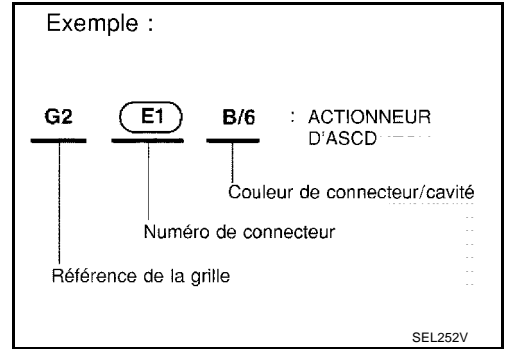 Exemple :
G2 E1 B/6 : ACTIONNEUR
D'ASCD
Couleur de connecteur/cavité
Numéro de connecteur
Référence de la grille
SEL252V